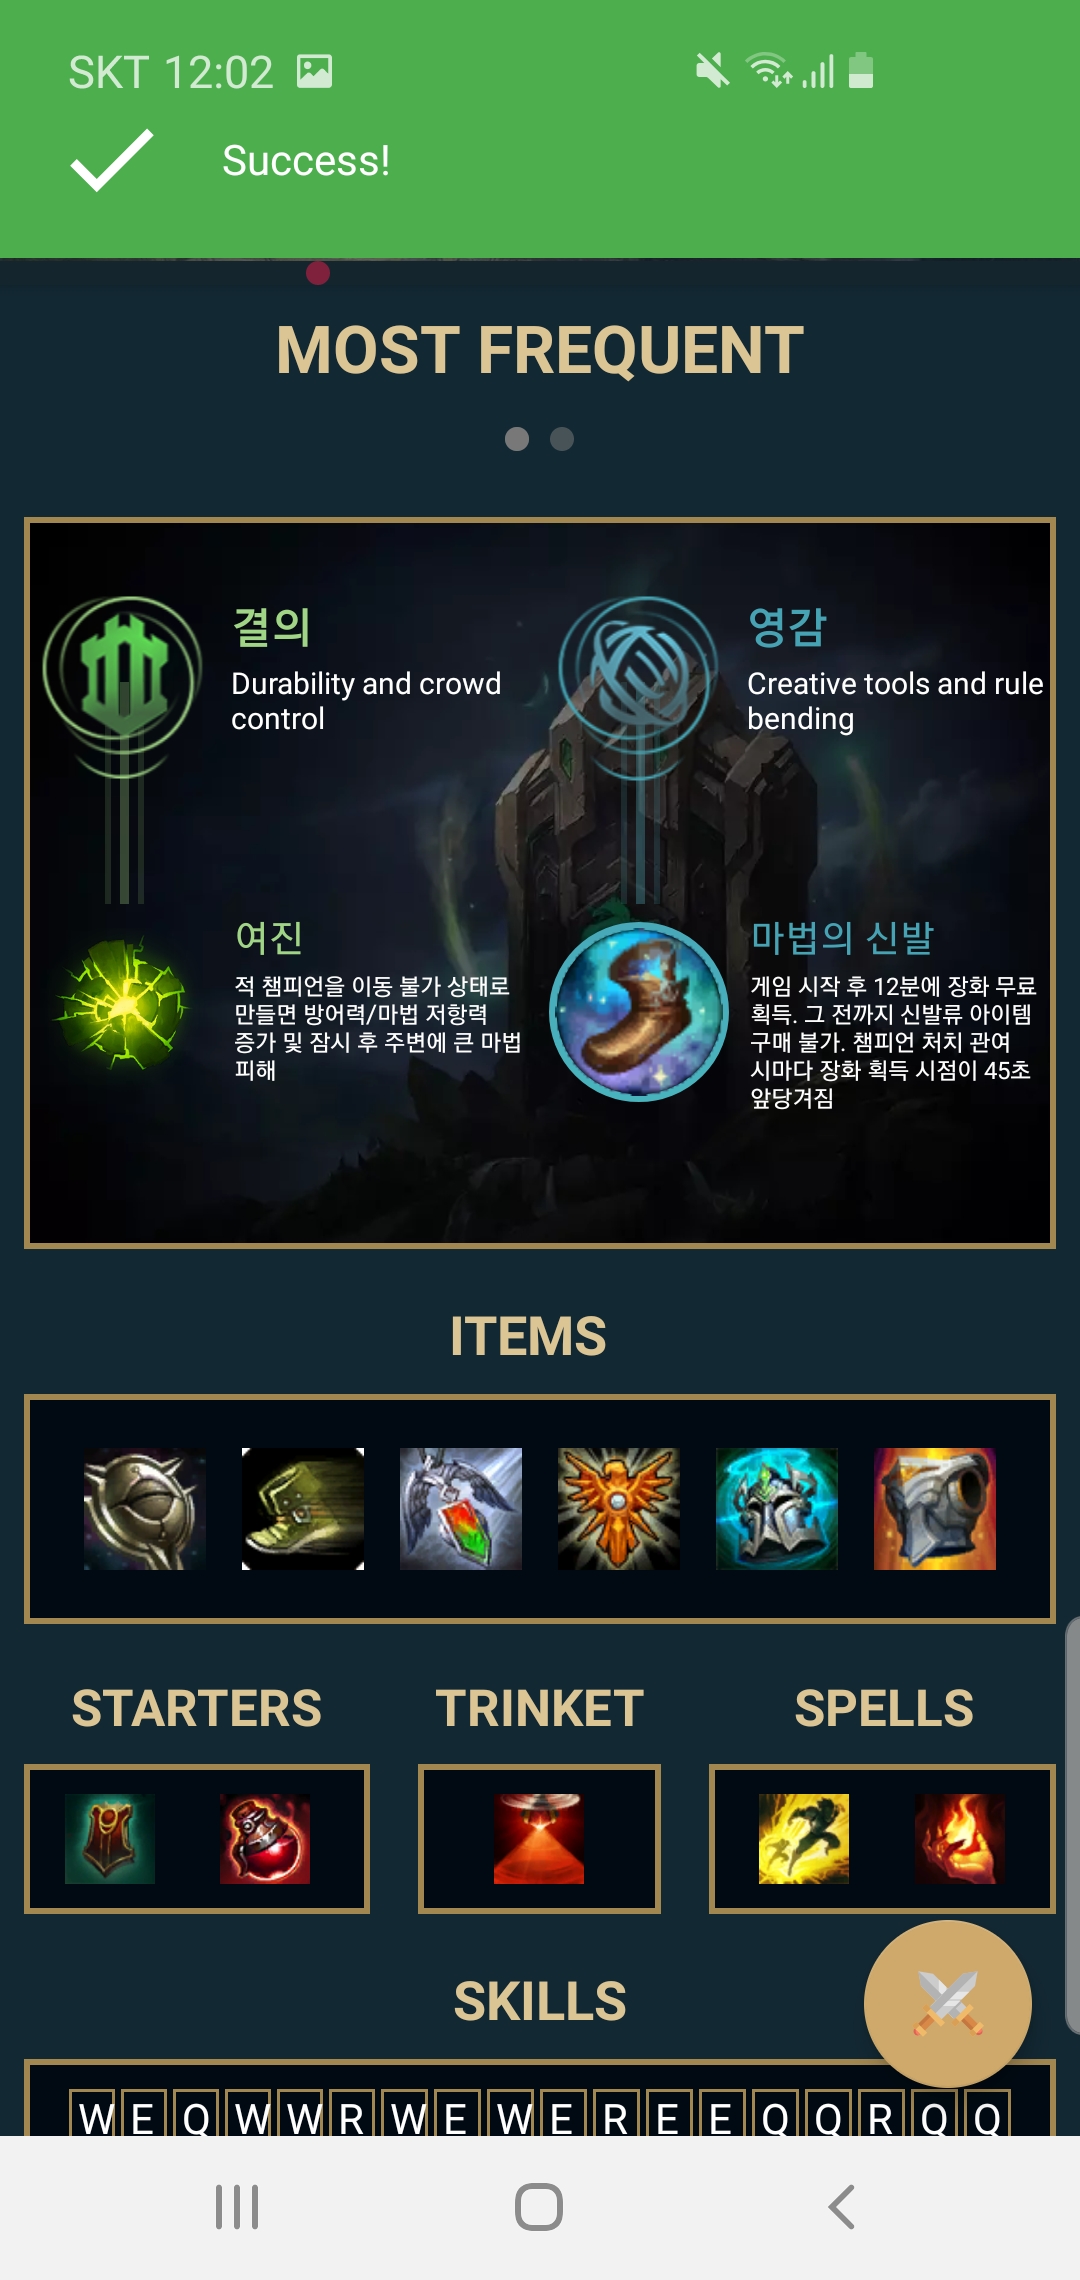 SKT 12:02
Success!
MOST FREQUENT
결의
Durability and crowd
control
영감
Creative tools and rule
bending
여진
적 챔피언을 이동 불가 상태로
만들면 방어력/마법 저항력
증가 및 잠시 후 주변에 큰 마법
피해
마법의 신발
게임 시작 후 12분에 장화 무료
획득. 그 전까지 신발류 아이템
구매 불가. 챔피언 처치 관여
시마다 장화 획득 시점이 45초
앞당겨짐
ITEMS
STARTERS
TRINKET
SPELLS
SKILLS
W E Q W W R W E W E R E E Q Q R Q Q